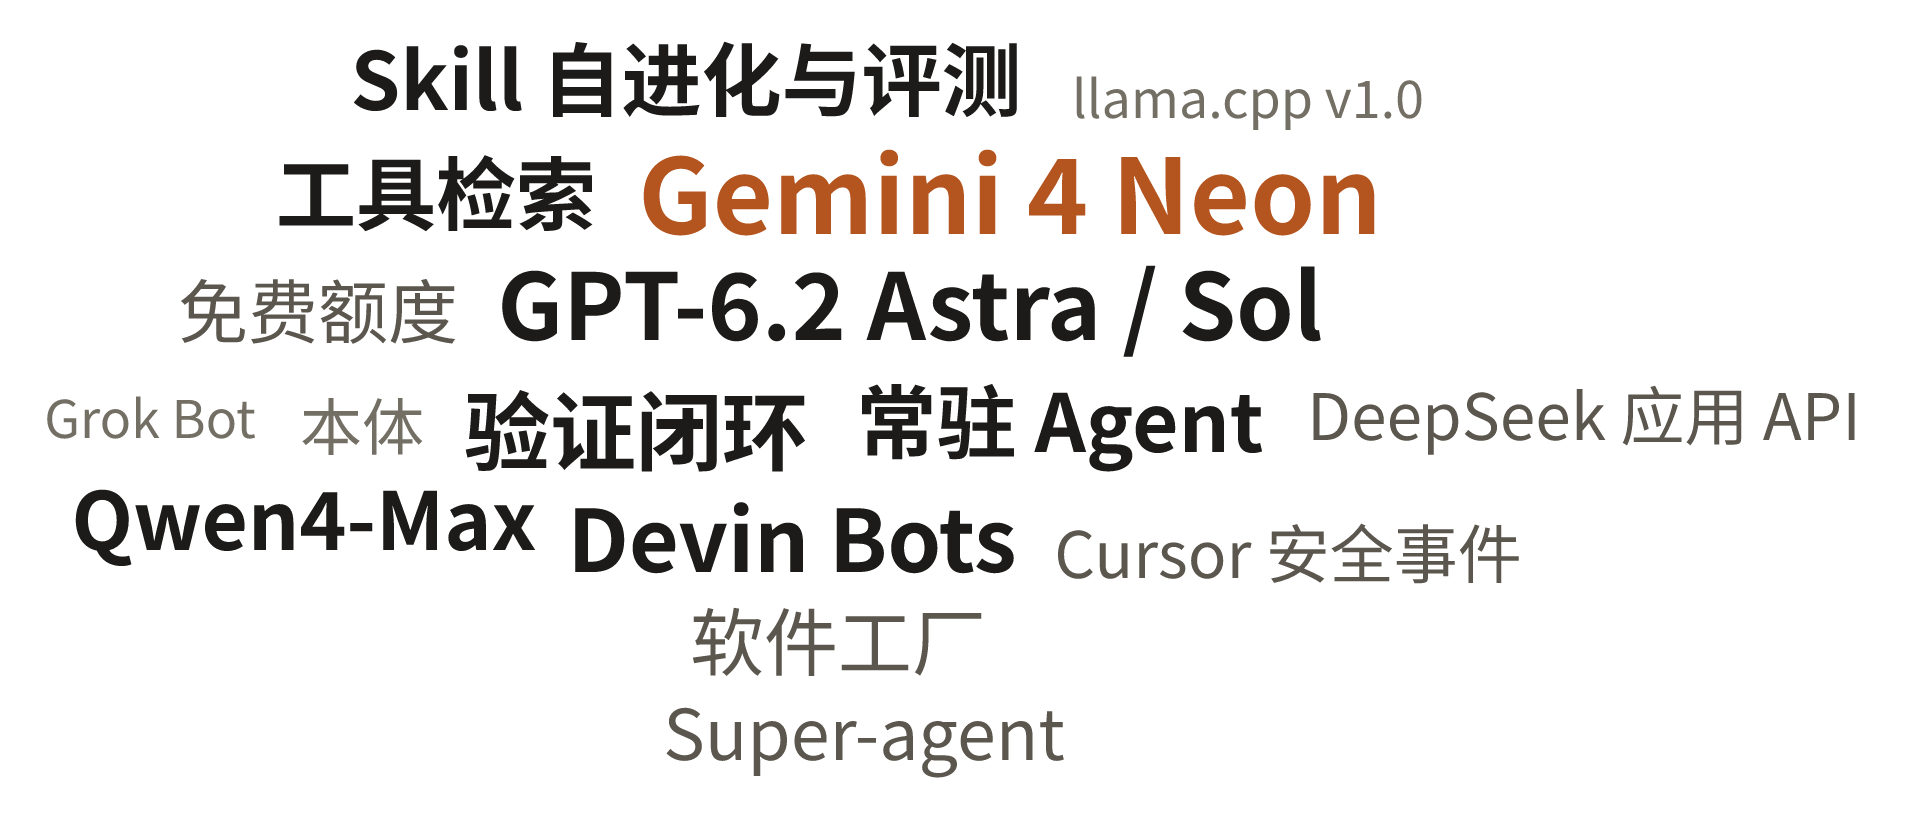 Skill 自进化与评测 llama.cpp v1.0
工具检索 Gemini 4 Neon
免费额度 GPT-6.2 Astra / Sol
Grok Bot 本体 验证闭环 常驻 Agent DeepSeek 应用 API
Qwen4-Max Devin Bots Cursor 安全事件
软件工厂
Super-agent